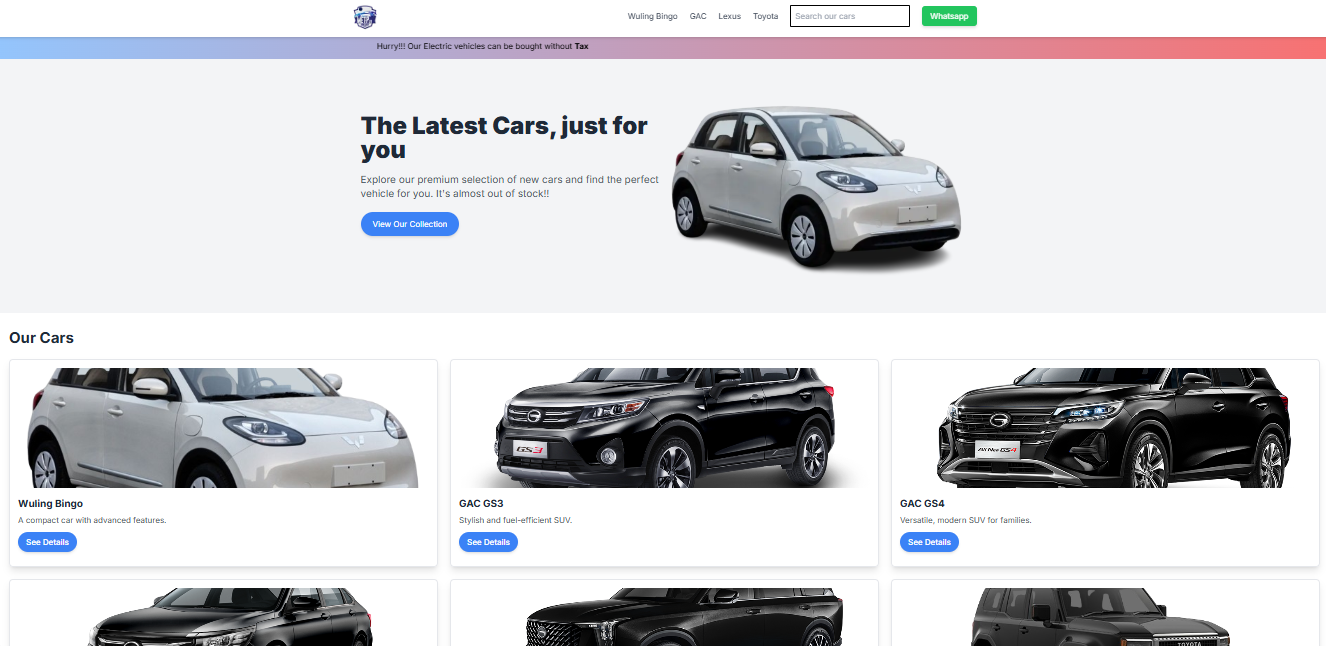 Wuling Bingo GAC Lexus Toyota Search our cars Whatsapp
Hurry!!! Our Electric vehicles can be bought without Tax
The Latest Cars, just for
you
Explore our premium selection of new cars and find the perfect
vehicle for you. It's almost out of stock!!
View Our Collection
Our Cars
GS3
GS4
Wuling Bingo GAC GS3 GAC GS4
A compact car with advanced features. Stylish and fuel-efficient SUV. Versatile, modern SUV for families.
See Details See Details See Details
TOYOTA